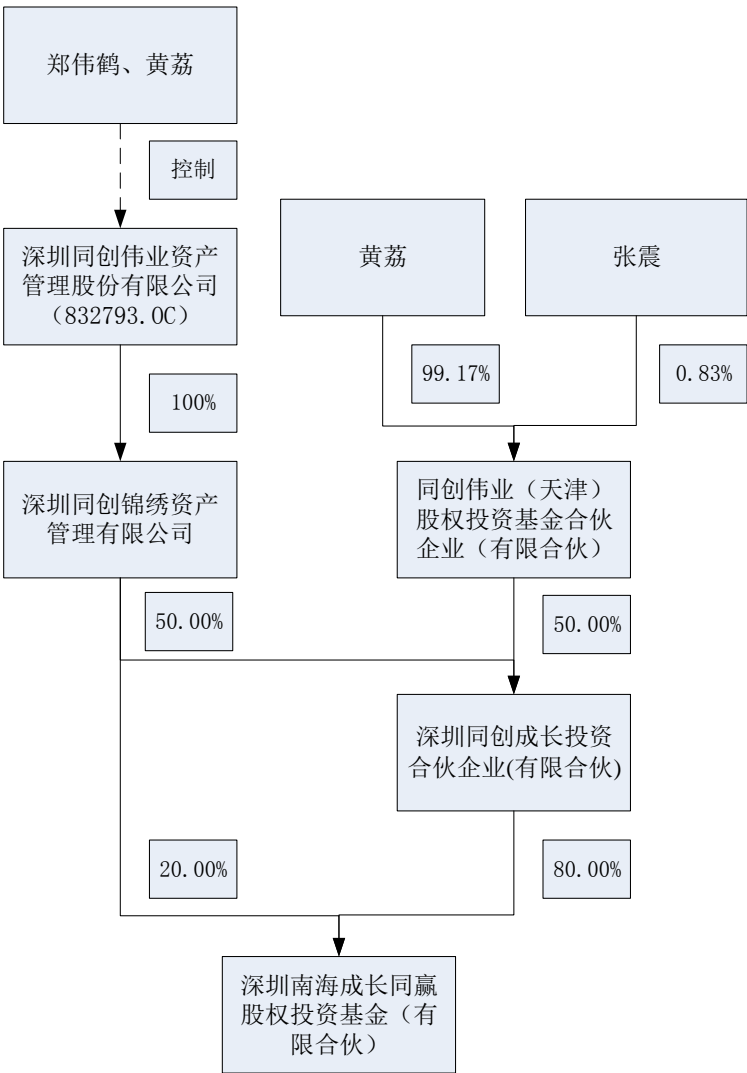 郑伟鹤、黄荔
控制
深圳同创伟业资产
管理股份有限公司
（832793.OC）
黄荔
张震
99.17%
0.83%
100%
深圳同创锦绣资产
管理有限公司
同创伟业（天津）
股权投资基金合伙
企业（有限合伙）
50.00%
50.00%
深圳同创成长投资
合伙企业(有限合伙)
20.00%
80.00%
深圳南海成长同赢
股权投资基金（有
限合伙）